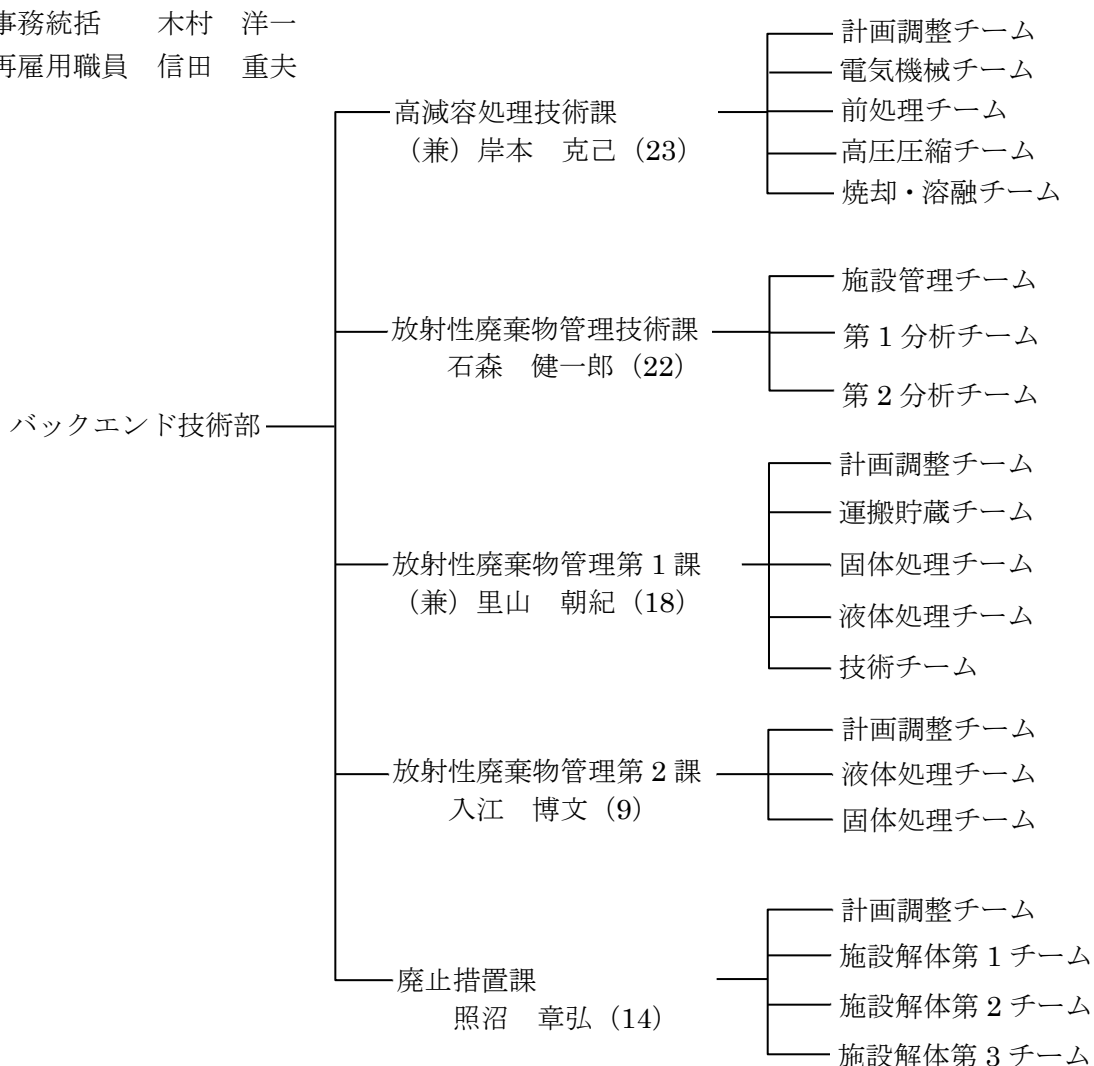 事務統括　　木村　洋一
再雇用職員　信田　重夫
バックエンド技術部
高減容処理技術課
（兼）岸本　克己（23）
計画調整チーム
電気機械チーム
前処理チーム
高圧圧縮チーム
焼却・溶融チーム
放射性廃棄物管理技術課
石森　健一郎（22）
施設管理チーム
第 1 分析チーム
第 2 分析チーム
放射性廃棄物管理第 1 課
（兼）里山　朝紀（18）
計画調整チーム
運搬貯蔵チーム
固体処理チーム
液体処理チーム
技術チーム
放射性廃棄物管理第 2 課
入江　博文（9）
計画調整チーム
液体処理チーム
固体処理チーム
廃止措置課
照沼　章弘（14）
計画調整チーム
施設解体第 1 チーム
施設解体第 2 チーム
施設解体第 3 チーム